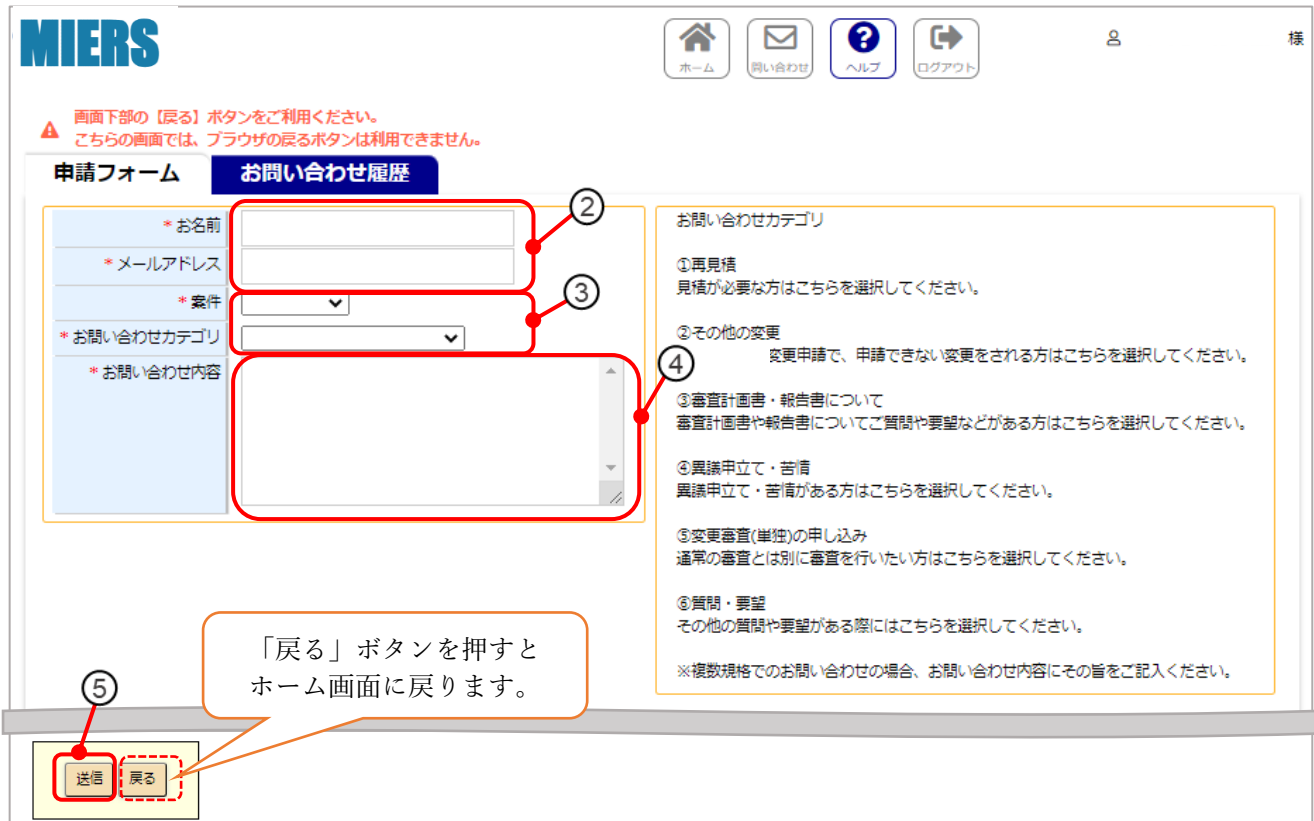 MIERS
ホーム
問い合わせ
ヘルプ
ログアウト
様
画面下部の【戻る】ボタンをご利用ください。
こちらの画面では、ブラウザの戻るボタンは利用できません。
申請フォーム
お問い合わせ履歴
* お名前
* メールアドレス
* 案件
* お問い合わせカテゴリ
* お問い合わせ内容
②
③
④
お問い合わせカテゴリ
①再見積
見積が必要な方はこちらを選択してください。
②その他の変更
変更申請で、申請できない変更をされる方はこちらを選択してください。
③審査計画書・報告書について
審査計画書や報告書についてご質問や要望などがある方はこちらを選択してください。
④異議申立て・苦情
異議申立て・苦情がある方はこちらを選択してください。
⑤変更審査(単独)の申し込み
通常の審査とは別に審査を行いたい方はこちらを選択してください。
⑥質問・要望
その他の質問や要望がある際にはこちらを選択してください。
※複数規格でのお問い合わせの場合、お問い合わせ内容にその旨をご記入ください。
「戻る」ボタンを押すと
ホーム画面に戻ります。
⑤
送信
戻る